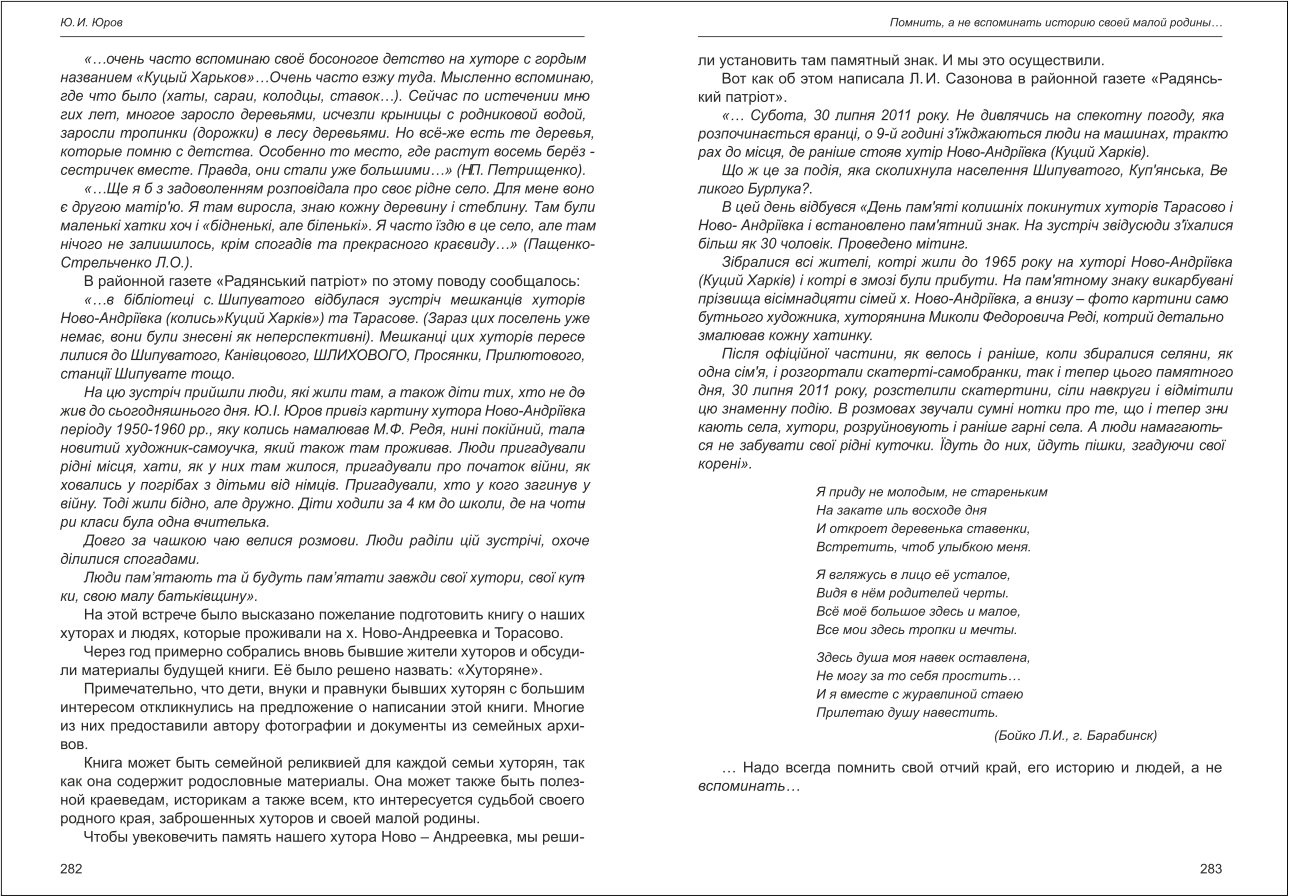 Ю. И. Юров
«…очень часто вспоминаю своё босоногое детство на хуторе с гордым
названием «Куцый Харьков»…Очень часто езжу туда. Мысленно вспоминаю,
где что было (хаты, сараи, колодцы, ставок…). Сейчас по истечении мно-
гих лет, многое заросло деревьями, исчезли крыницы с родниковой водой,
заросли тропинки (дорожки) в лесу деревьями. Но всё-же есть те деревья,
которые помню с детства. Особенно то место, где растут восемь берёз -
сестричек вместе. Правда, они стали уже большими…» (Н.П. Петрищенко).
«…Ще я б з задоволенням розповідала про своє рідне село. Для мене воно
є другою матір'ю. Я там виросла, знаю кожну деревину і стеблину. Там були
маленькі хатки хоч і «бідненькі, але біленькі». Я часто їздю в це село, але там
нічого не залишилось, крім спогадів та прекрасного краєвиду…» (Пащенко-
Стрельченко Л.О.).
В районной газете «Радянський патріот» по этому поводу сообщалось:
«…в бібліотеці с. Шипуватого відбулася зустріч мешканців хуторів
Ново-Андріївка (колись»Куций Харків») та Тарасове. (Зараз цих поселень уже
немає, вони були знесені як неперспективні). Мешканці цих хуторів пересе-
лилися до Шипуватого, Канівцового, ШЛИХОВОГО, Просянки, Прилютового,
станції Шипувате тощо.
На цю зустріч прийшли люди, які жили там, а також діти тих, хто не до-
жив до сьогодняшнього дня. Ю.І. Юров привіз картину хутора Ново-Андріївка
періоду 1950-1960 рр., яку колись намалював М.Ф. Редя, нині покійний, тала-
новитий художник-самоучка, який також там проживав. Люди пригадували
рідні місця, хати, як у них там жилося, пригадували про початок війни, як
ховались у погрібах з дітьми від німців. Пригадували, хто у кого загинув у
війну. Тоді жили бідно, але дружно. Діти ходили за 4 км до школи, де на чоти-
ри класи була одна вчителька.
Довго за чашкою чаю велися розмови. Люди раділи цій зустрічі, охоче
ділилися спогадами.
Люди пам’ятають та й будуть пам’ятати завжди свої хутори, свої кут-
ки, свою малу батьківщину».
На этой встрече было высказано пожелание подготовить книгу о наших
хуторах и людях, которые проживали на х. Ново-Андреевка и Торасово.
Через год примерно собрались вновь бывшие жители хуторов и обсуди-
ли материалы будущей книги. Её было решено назвать: «Хуторяне».
Примечательно, что дети, внуки и правнуки бывших хуторян с большим
интересом откликнулись на предложение о написании этой книги. Многие
из них предоставили автору фотографии и документы из семейных архи-
вов.
Книга может быть семейной реликвией для каждой семьи хуторян, так
как она содержит родословные материалы. Она может также быть полез-
ной краеведам, историкам а также всем, кто интересуется судьбой своего
родного края, заброшенных хуторов и своей малой родины.
Чтобы увековечить память нашего хутора Ново – Андреевка, мы реши-
282
Помнить, а не вспоминать историю своей малой родины…
ли установить там памятный знак. И мы это осуществили.
Вот как об этом написала Л. И. Сазонова в районной газете «Радянсь-
кий патріот».
«… Субота, 30 липня 2011 року. Не дивлячись на спекотну погоду, яка
розпочинається вранці, о 9-й годині з'їжджаються люди на машинах, тракто-
рах до місця, де раніше стояв хутір Ново-Андріївка (Куций Харків).
Що ж це за подія, яка сколихнула населення Шипуватого, Куп'янська, Ве-
ликого Бурлука?.
В цей день відбувся «День пам'яті колишніх покинутих хуторів Тарасово і
Ново- Андріївка і встановлено пам'ятний знак. На зустріч звідусюди з'їхалися
більш як 30 чоловік. Проведено мітинг.
Зібралися всі жителі, котрі жили до 1965 року на хуторі Ново-Андріївка
(Куций Харків) і котрі в змозі були прибути. На пам'ятному знаку викарбувані
прізвища вісімнадцяти сімей х. Ново-Андріївка, а внизу – фото картини само-
бутнього художника, хуторянина Миколи Федоровича Реді, котрий детально
змалював кожну хатинку.
Після офіційної частини, як велось і раніше, коли збиралися селяни, як
одна сім'я, і розгортали скатерті-самобранки, так і тепер цього памятного
дня, 30 липня 2011 року, розстелили скатертини, сіли навкруги і відмітили
цю знаменну подію. В розмовах звучали сумні нотки про те, що і тепер зни-
кають села, хутори, розруйновують і раніше гарні села. А люди намагають-
ся не забувати свої рідні куточки. Їдуть до них, йдуть пішки, згадуючи свої
корені».
Я приду не молодым, не стареньким
На закате иль восходе дня
И откроет деревенька ставенки,
Встретить, чтоб улыбкою меня.
Я вгляжусь в лицо её усталое,
Видя в нём родителей черты.
Всё моё большое здесь и малое,
Все мои здесь тропки и мечты.
Здесь душа моя навек оставлена,
Не могу за то себя простить…
И я вместе с журавлиной стаею
Прилетаю душу навестить.
(Бойко Л.И., г. Барабинск)
… Надо всегда помнить свой отчий край, его историю и людей, а не
вспоминать…
283